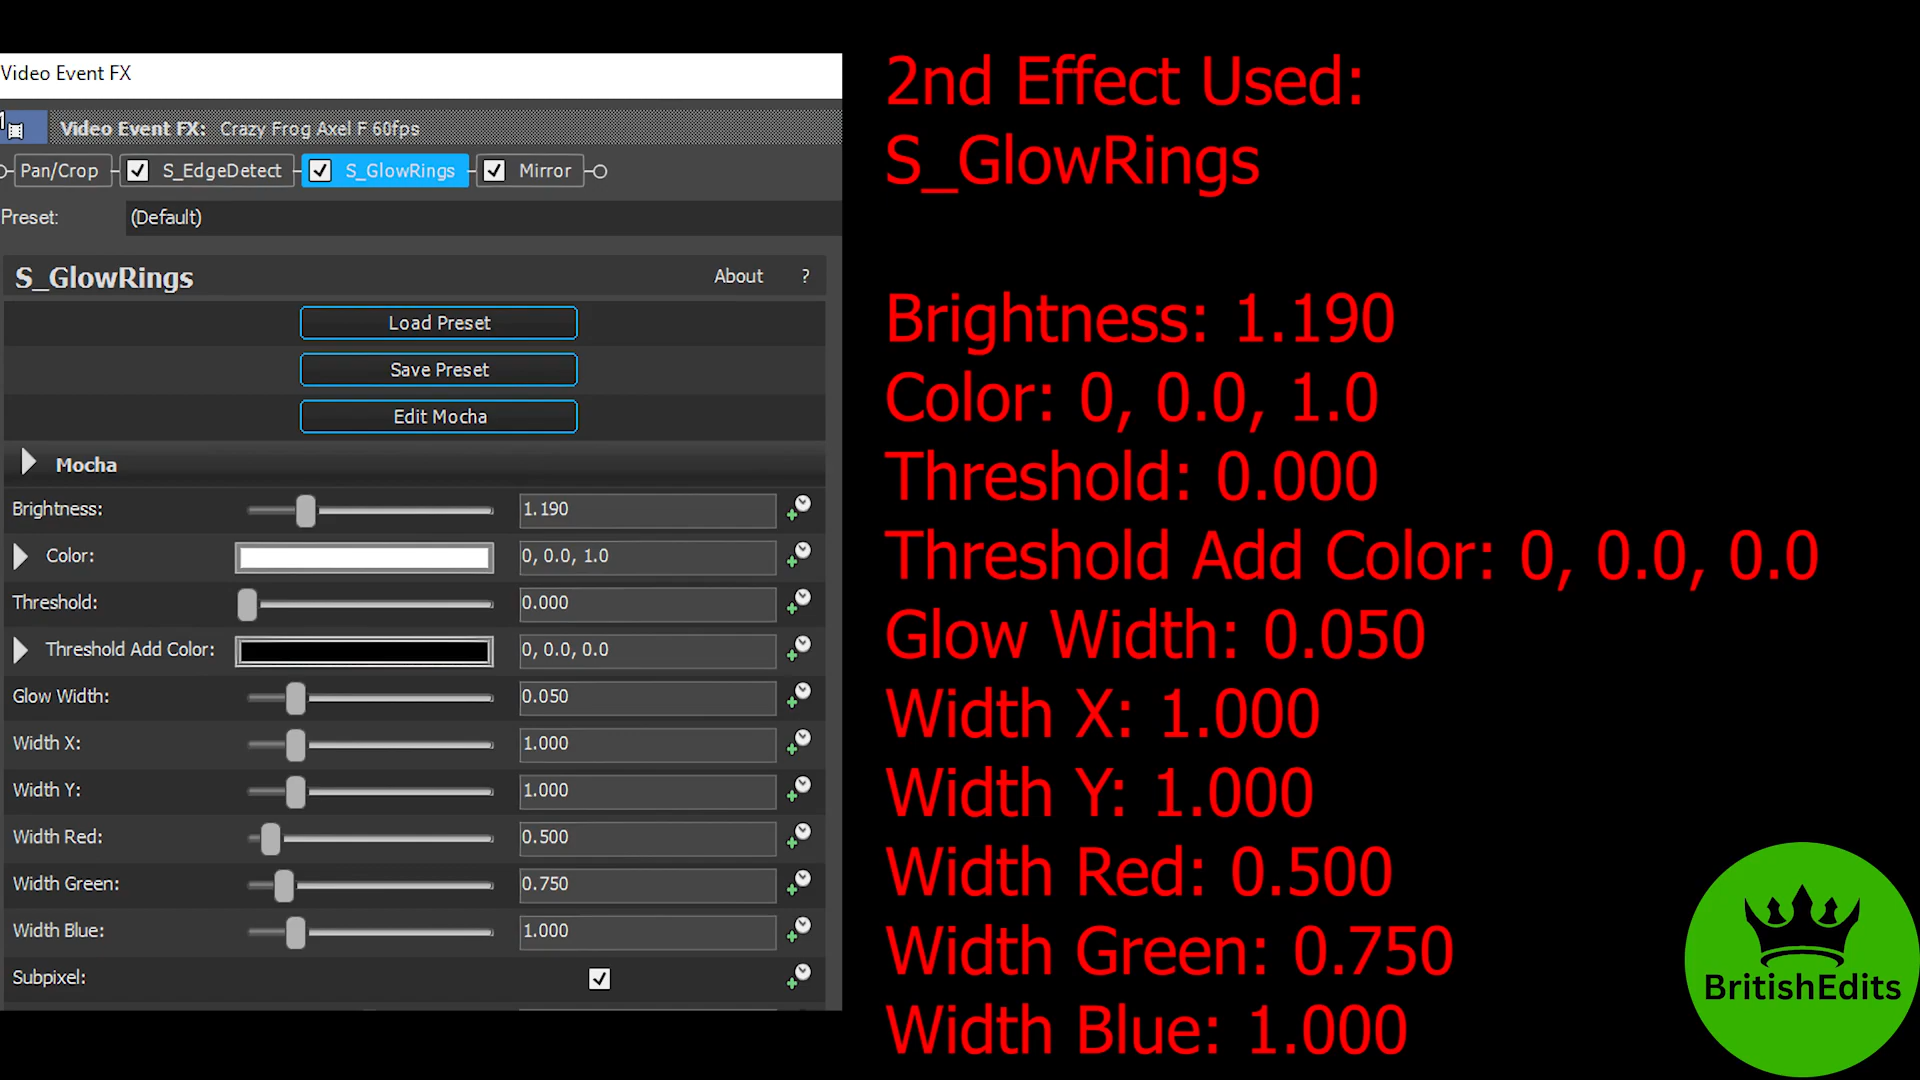 Video Event FX
Video Event FX: Crazy Frog Axel F 60fps
Pan/Crop S_EdgeDetect S_GlowRings Mirror
Preset: (Default)
S_GlowRings About ?
Load Preset
Save Preset
Edit Mocha
Mocha
Brightness: 1.190
Color: 0, 0.0, 1.0
Threshold: 0.000
Threshold Add Color: 0, 0.0, 0.0
Glow Width: 0.050
Width X: 1.000
Width Y: 1.000
Width Red: 0.500
Width Green: 0.750
Width Blue: 1.000
Subpixel:
2nd Effect Used:
S_GlowRings
Brightness: 1.190
Color: 0, 0.0, 1.0
Threshold: 0.000
Threshold Add Color: 0, 0.0, 0.0
Glow Width: 0.050
Width X: 1.000
Width Y: 1.000
Width Red: 0.500
Width Green: 0.750
Width Blue: 1.000
BritishEdits